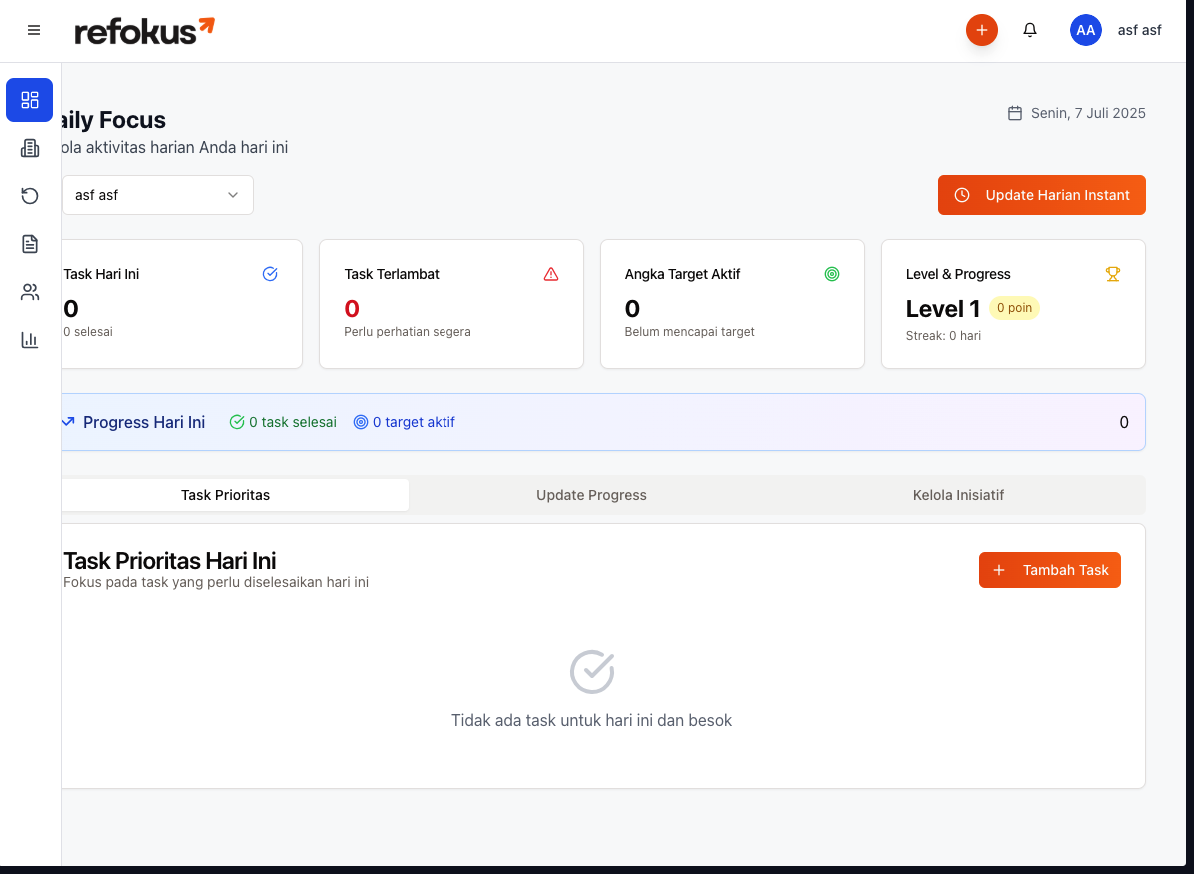 refokus
AA
asf asf
aily Focus
ola aktivitas harian Anda hari ini
Senin, 7 Juli 2025
asf asf
Update Harian Instant
Task Hari Ini
0
0 selesai
Task Terlambat
0
Perlu perhatian segera
Angka Target Aktif
0
Belum mencapai target
Level & Progress
Level 1 0 poin
Streak: 0 hari
Progress Hari Ini 0 task selesai 0 target aktif 0
Task Prioritas
Update Progress
Kelola Inisiatif
Task Prioritas Hari Ini
Fokus pada task yang perlu diselesaikan hari ini
Tambah Task
Tidak ada task untuk hari ini dan besok